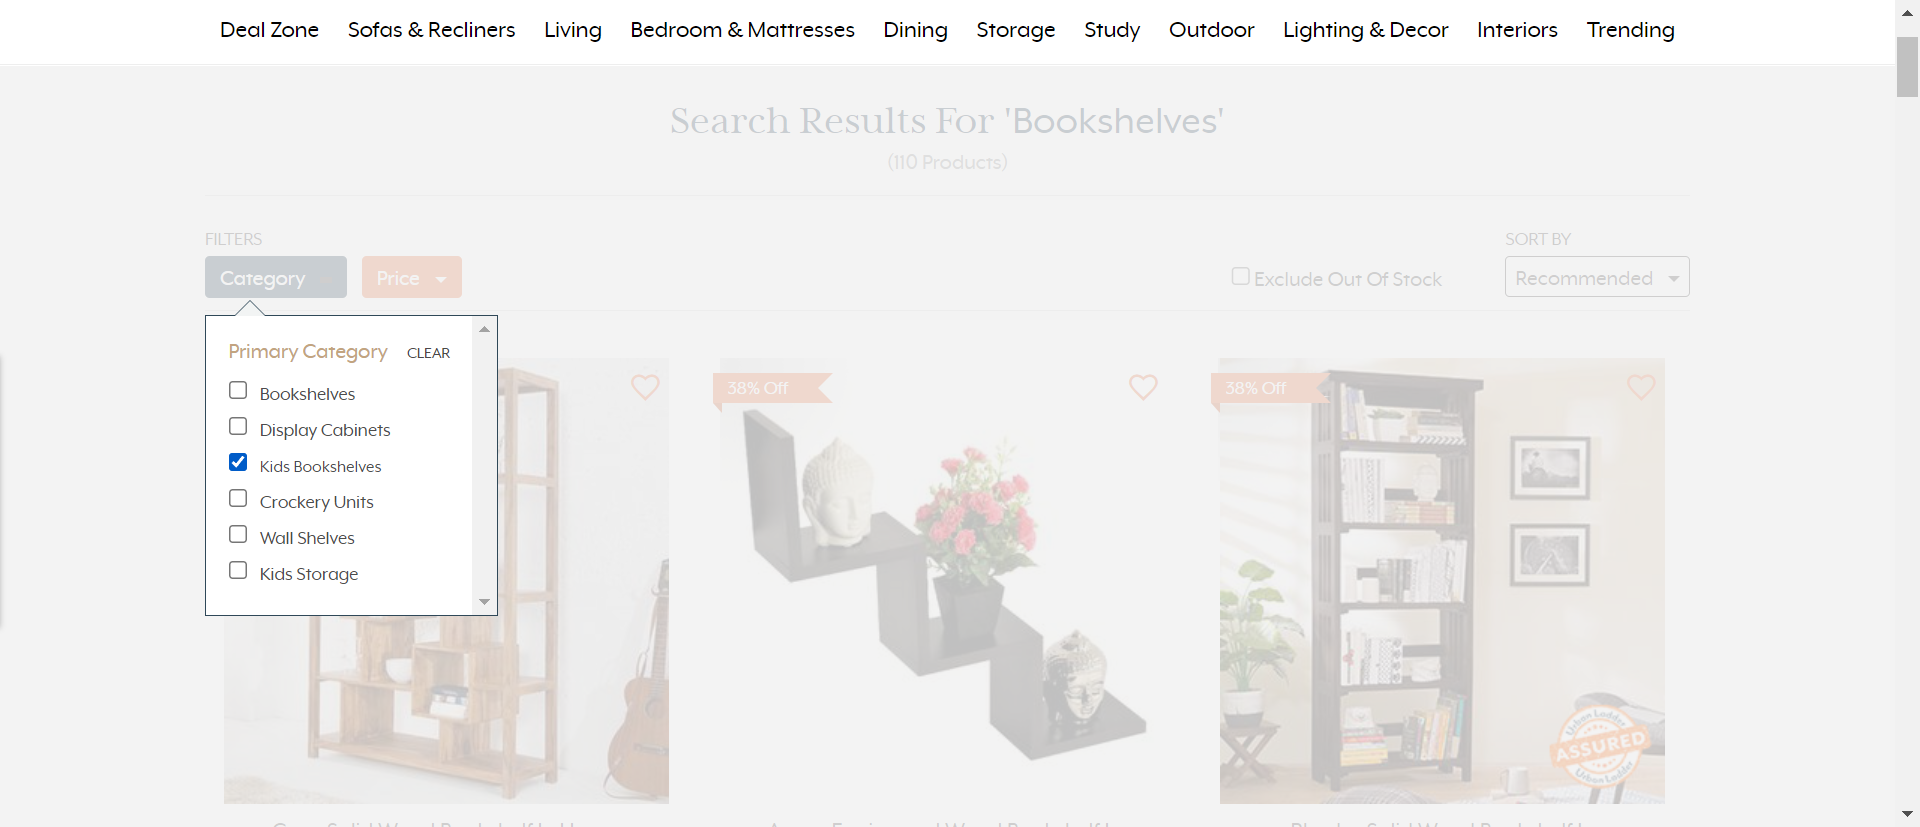 Deal Zone Sofas & Recliners Living Bedroom & Mattresses Dining Storage Study Outdoor Lighting & Decor Interiors Trending
Search Results For 'Bookshelves'
(110 Products)
FILTERS SORT BY
Category Price Exclude Out Of Stock Recommended
Primary Category CLEAR
Bookshelves
Display Cabinets
Kids Bookshelves
Crockery Units
Wall Shelves
Kids Storage
38% Off
38% Off
Urban Ladder
ASSURED
Urban Ladder